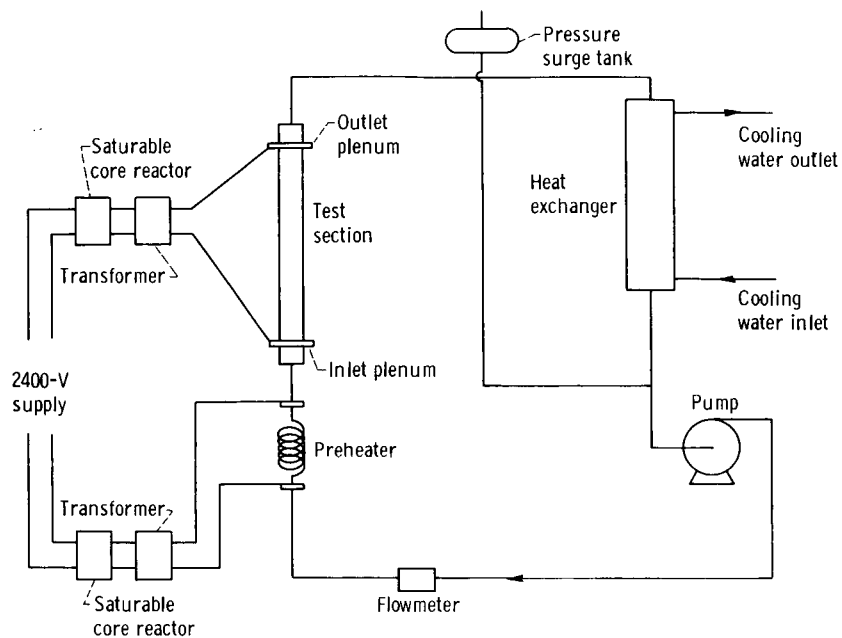 Pressure
surge tank
Saturable
core reactor
Outlet
plenum
Cooling
water outlet
Heat
exchanger
Test
section
Transformer
Cooling
water inlet
Inlet plenum
2400-V
supply
Pump
Preheater
Transformer
Flowmeter
Saturable
core reactor